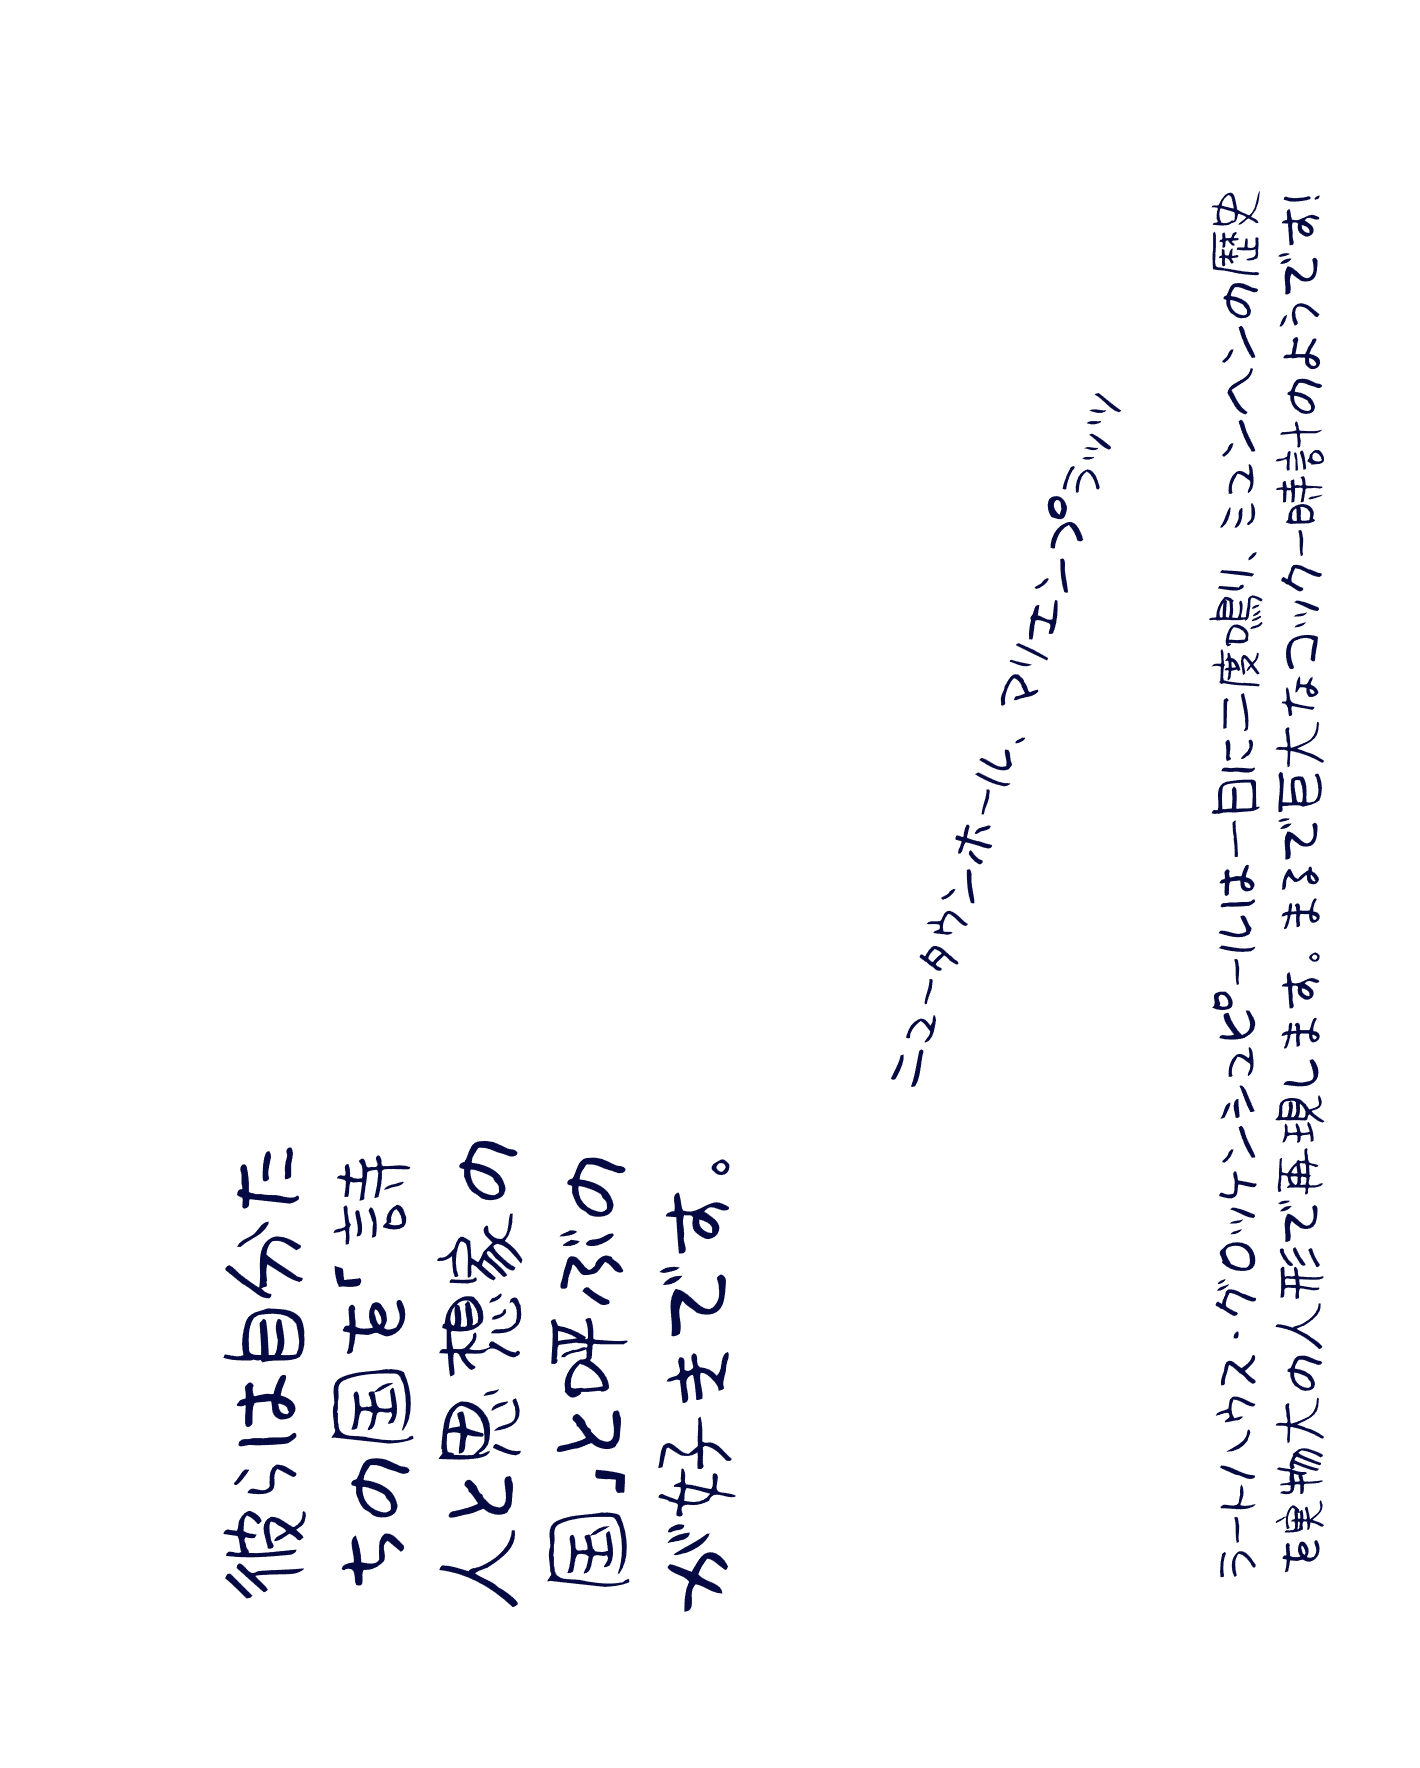 彼らは自分た
ちの国を「詩
人と思想家の
国」と呼ぶの
が好きです。
ニュータウンホール、マリエンプラッツ
ラートハウス・グロッケンシュピールは一日に二度鳴り、ミュンヘンの歴史
を実物大の人形で再現します。まるで巨大なコックー時計のようです!